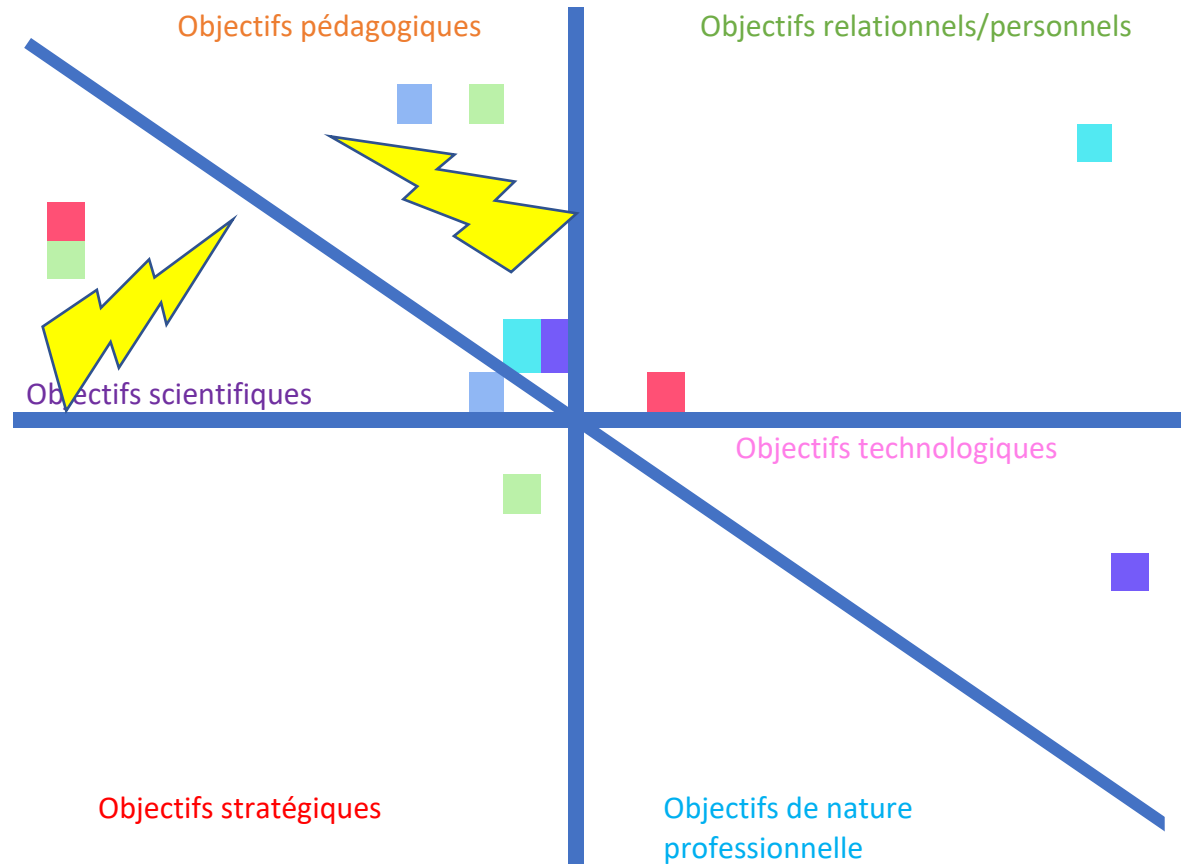 Objectifs pédagogiques
Objectifs relationnels/personnels
Objectifs scientifiques
Objectifs technologiques
Objectifs stratégiques
Objectifs de nature
professionnelle